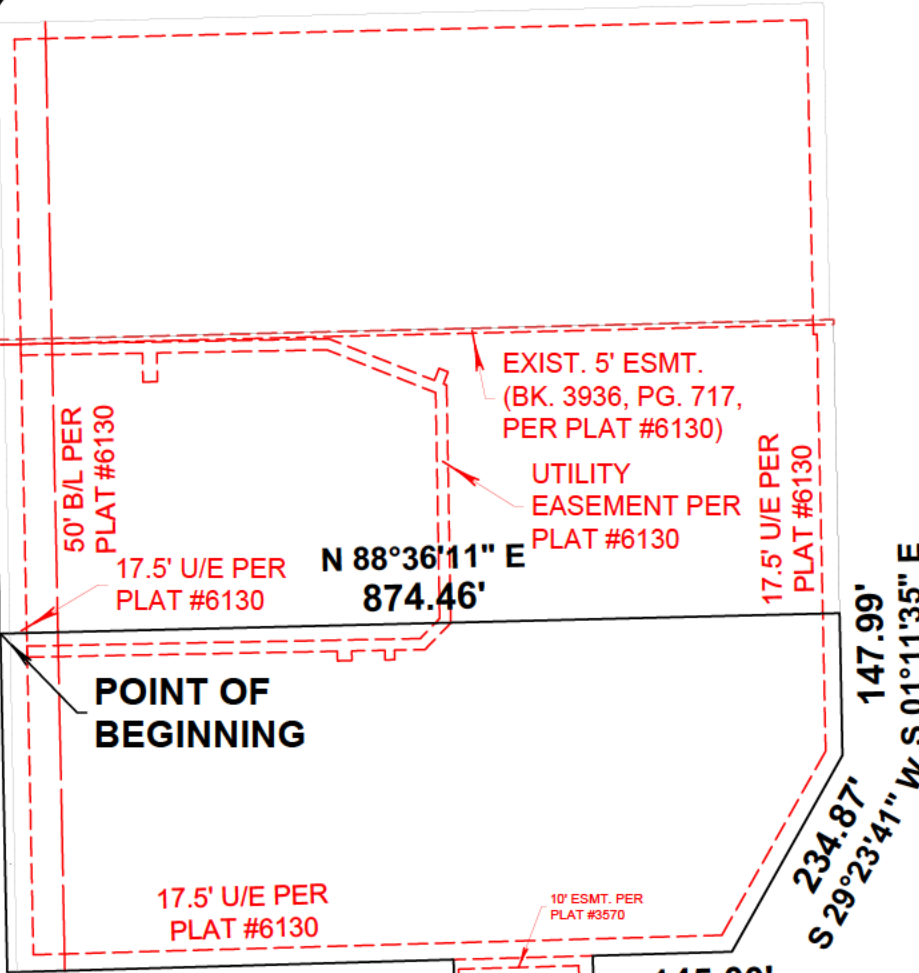 EXIST. 5' ESMT.
(BK. 3936, PG. 717,
PER PLAT #6130)
50' B/L PER
PLAT #6130
UTILITY
EASEMENT PER
PLAT #6130
17.5' U/E PER
PLAT #6130
17.5' U/E PER
PLAT #6130
N 88°36'11" E
874.46'
147.99'
S 01°11'35" E
POINT OF
BEGINNING
234.87'
S 29°23'41" W
17.5' U/E PER
PLAT #6130
10' ESMT. PER
PLAT #3570